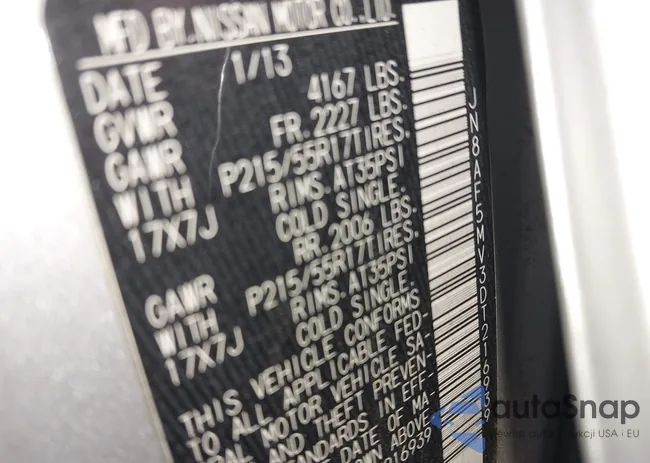 MFD BY.NISSAN MOTOR CO.,LTD.
DATE 1/13
GVWR 4167 LBS.
GAWR FR.2227 LBS.
WITH P215/55R17TIRES.
17X7J RIMS.AT35PSI
COLD SINGLE.
GAWR RR.2006 LBS.
WITH P215/55R17TIRES.
17X7J RIMS.AT35PSI
COLD SINGLE.
THIS VEHICLE CONFORMS
TO ALL APPLICABLE FED-
ERAL MOTOR VEHICLE SA-
AND THEFT PREVEN-
STANDARDS IN EFF-
DATE OF MA-
ABOVE
216939
JN8AF5MV3DT216939
autaSnap
USA i EU